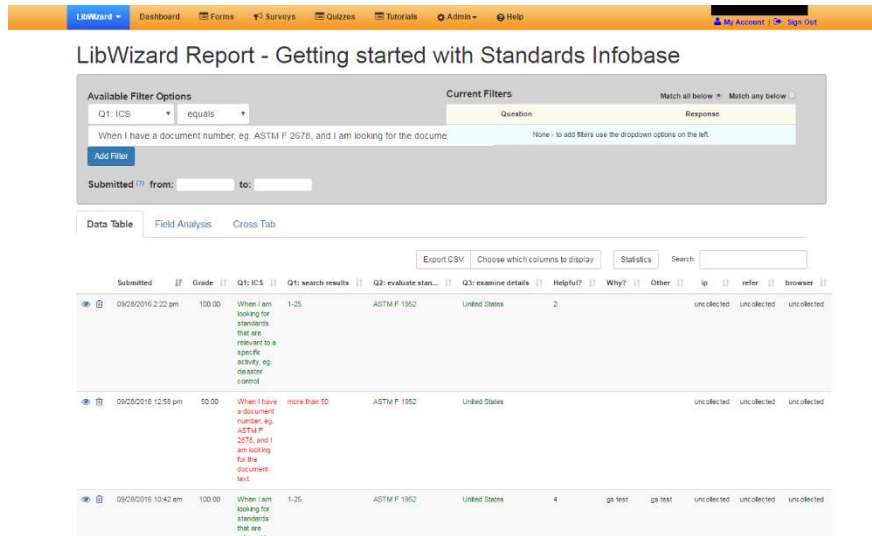 LibWizard Dashboard Forms Surveys Quizzes Tutorials Admin Help
My Account | Sign Out
LibWizard Report - Getting started with Standards Infobase
Available Filter Options
Current Filters Match all below Match any below
Q1: ICS equals
Question Response
When I have a document number, eg. ASTM F 2678, and I am looking for the docume
None - to add filters use the dropdown options on the left.
Add Filter
Submitted (?) from: to:
Data Table Field Analysis Cross Tab
Export CSV Choose which columns to display Statistics Search:
Submitted Grade Q1: ICS Q1: search results Q2: evaluate stan... Q3: examine details Helpful? Why? Other ip refer browser
09/28/2016 2:22 pm 100.00 When I am 1-25 ASTM F 1952 United States 2 uncollected uncollected uncollected
looking for
standards
that are
relevant to a
specific
activity, eg.
disaster
control.
09/28/2016 12:58 pm 50.00 When I have more than 50 ASTM F 1952 United States uncollected uncollected uncollected
a document
number, eg.
ASTM F
2678, and I
am looking
for the
document
text.
09/28/2016 10:42 am 100.00 When I am 1-25 ASTM F 1952 United States 4 gs test gs test uncollected uncollected uncollected
looking for
standards
that are